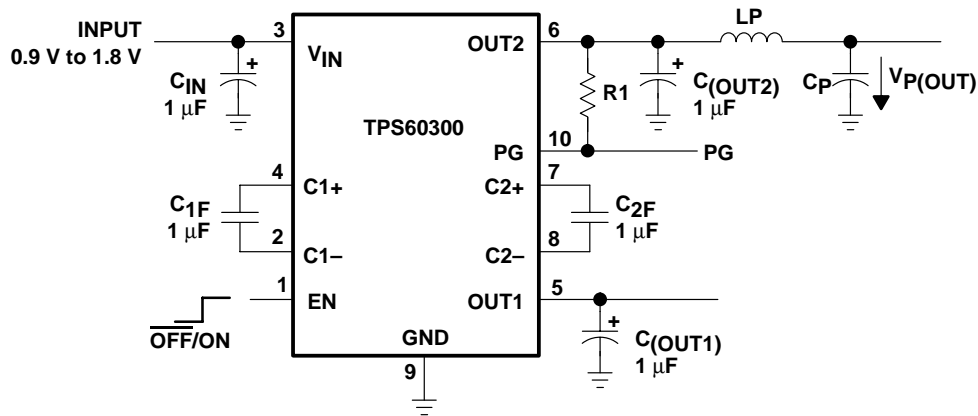 INPUT
0.9 V to 1.8 V
3
VIN
CIN
+
1 μF
TPS60300
OUT2
6
R1
+
C(OUT2)
1 μF
LP
CP
VP(OUT)
PG
10
PG
4
C1+
C1F
1 μF
2
C1–
7
C2+
C2F
1 μF
8
C2–
1
EN
OFF/ON
OUT1
5
+
C(OUT1)
1 μF
GND
9